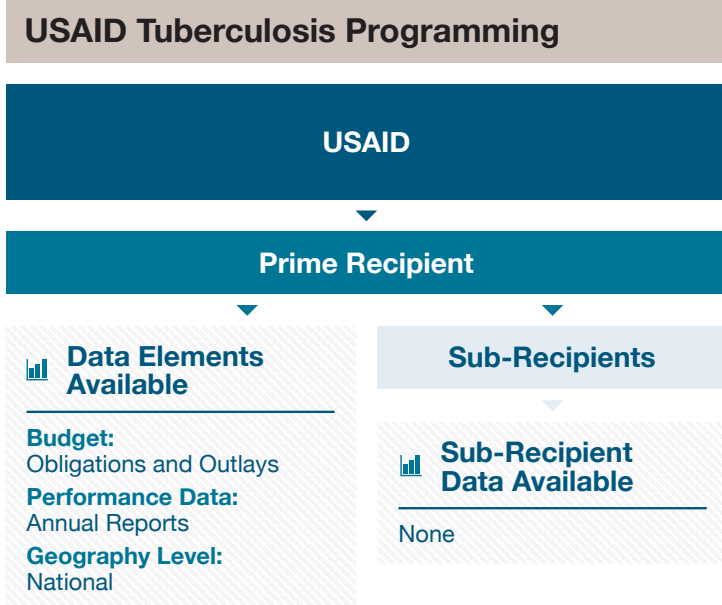 USAID Tuberculosis Programming
USAID
Prime Recipient
Data Elements
Available
Budget:
Obligations and Outlays
Performance Data:
Annual Reports
Geography Level:
National
Sub-Recipients
Sub-Recipient
Data Available
None